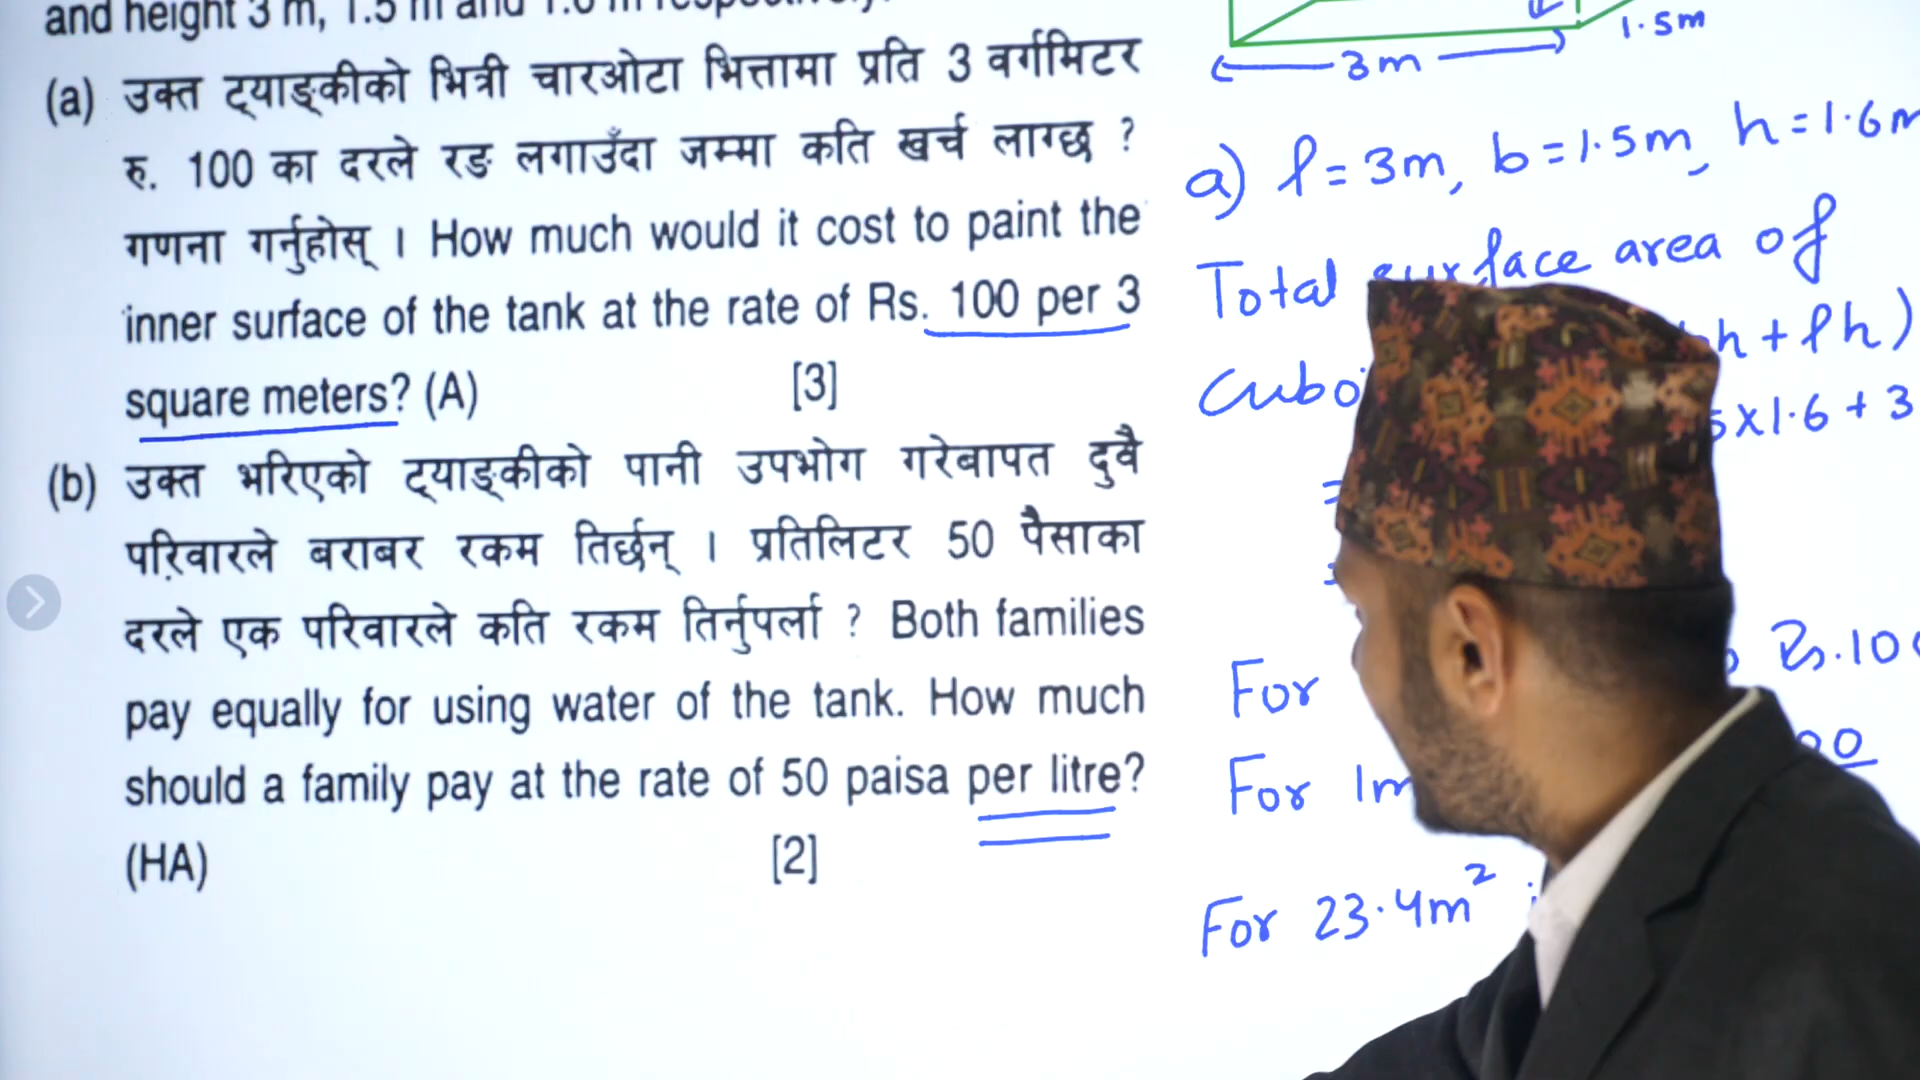 and height 3 m, 1.5 m and 1.6 m respectively.
(a) उक्त ट्याङ्कीको भित्री चारओटा भित्तामा प्रति 3 वर्गमिटर
रु. 100 का दरले रङ लगाउँदा जम्मा कति खर्च लाग्छ ?
गणना गर्नुहोस् । How much would it cost to paint the
inner surface of the tank at the rate of Rs. 100 per 3
square meters? (A) [3]
(b) उक्त भरिएको ट्याङ्कीको पानी उपभोग गरेबापत दुवै
परिवारले बराबर रकम तिर्छन् । प्रतिलिटर 50 पैसाका
दरले एक परिवारले कति रकम तिर्नुपर्ला ? Both families
pay equally for using water of the tank. How much
should a family pay at the rate of 50 paisa per litre?
(HA) [2]
1.5m
3m
a) l = 3m, b = 1.5m, h = 1.6m
Total surface area of
h + lh)
x1.6 + 3
=
For Rs. 10
For 1m
For 23.4m²